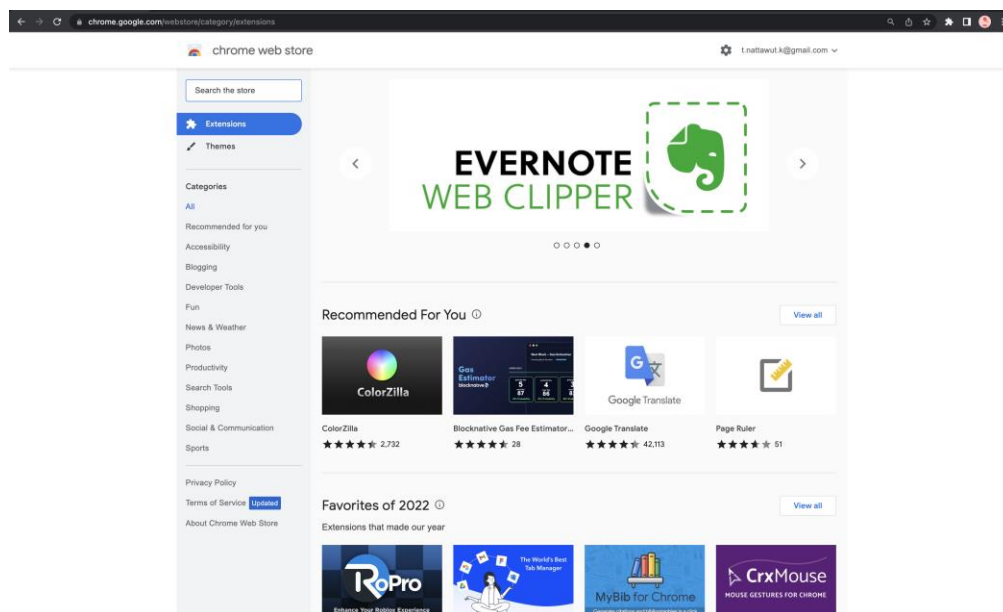 chrome.google.com/webstore/category/extensions
chrome web store
t.nattawut.k@gmail.com
Search the store
Extensions
Themes
Categories
All
Recommended for you
Accessibility
Blogging
Developer Tools
Fun
News & Weather
Photos
Productivity
Search Tools
Shopping
Social & Communication
Sports
Privacy Policy
Terms of Service Updated
About Chrome Web Store
EVERNOTE
WEB CLIPPER
Recommended For You
View all
ColorZilla
Gas
Estimator
blocknative
5 4 3
87 86
G
Google Translate
ColorZilla
2,732
Blocknative Gas Fee Estimator...
28
Google Translate
42,113
Page Ruler
51
Favorites of 2022
View all
Extensions that made our year
RoPro
Enhance Your Roblox Experience
The World's Best
Tab Manager
MyBib for Chrome
CrxMouse
MOUSE GESTURES FOR CHROME